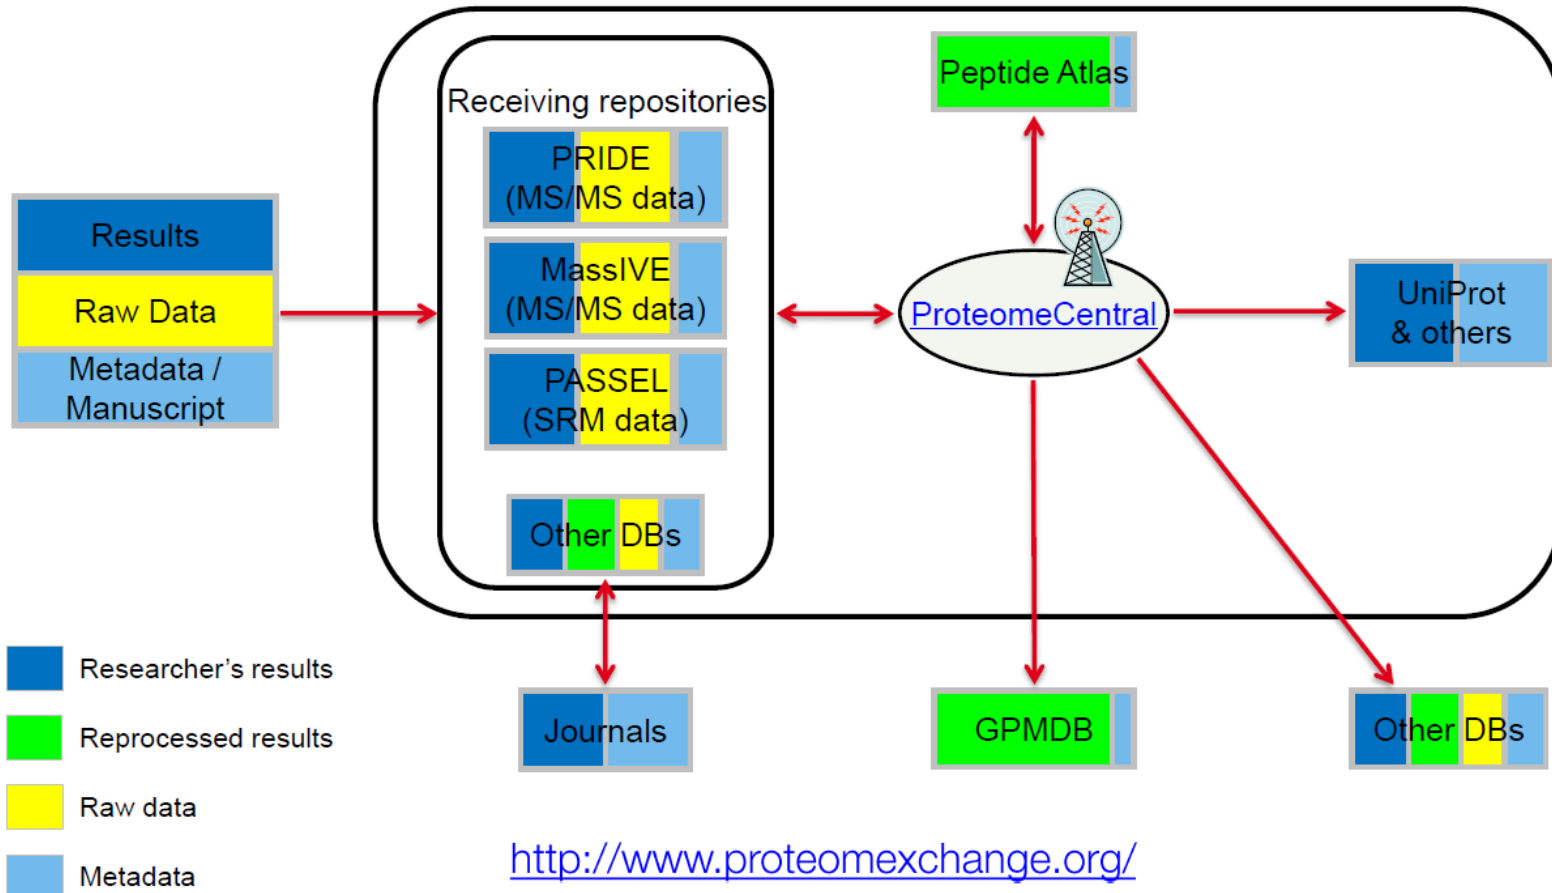 Receiving repositories
PRIDE
(MS/MS data)
MassIVE
(MS/MS data)
PASSEL
(SRM data)
Other DBs
Results
Raw Data
Metadata /
Manuscript
Peptide Atlas
ProteomeCentral
UniProt
& others
Journals
GPMDB
Other DBs
Researcher's results
Reprocessed results
Raw data
Metadata
http://www.proteomexchange.org/